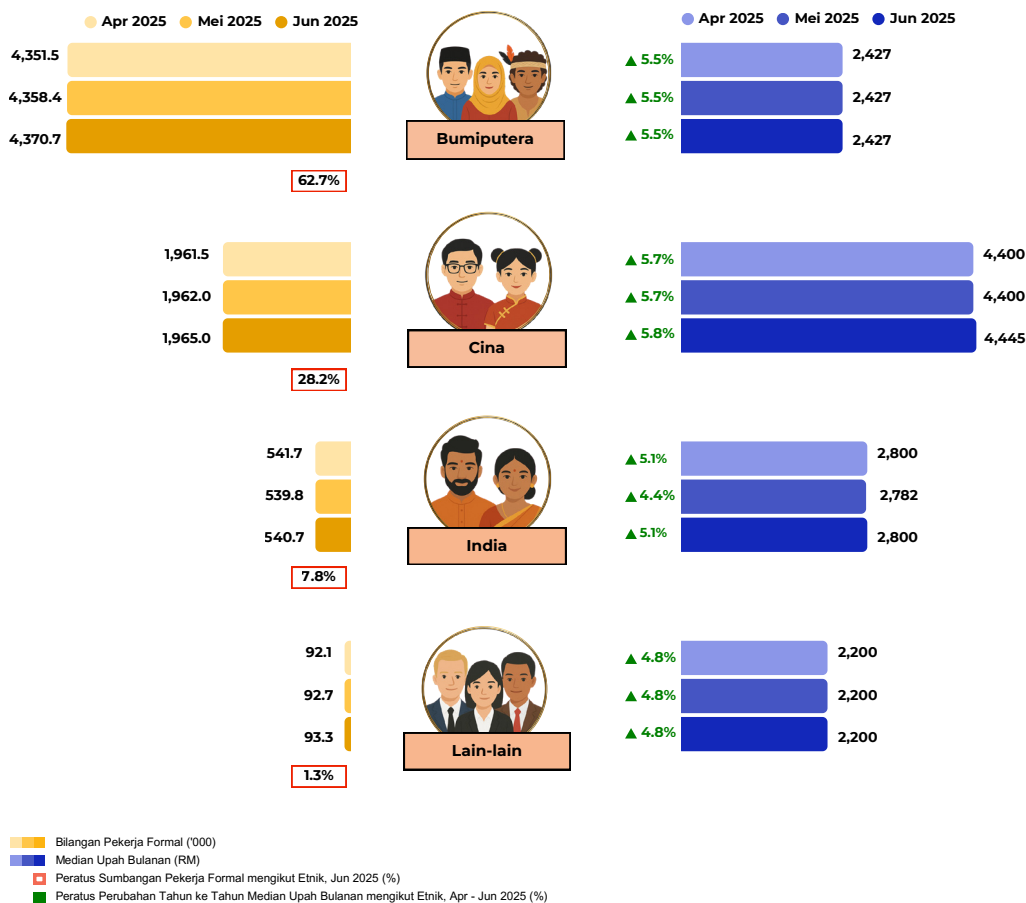 Apr 2025 Mei 2025 Jun 2025
Apr 2025 Mei 2025 Jun 2025
4,351.5
4,358.4
4,370.7
62.7%
Bumiputera
▲ 5.5% 2,427
▲ 5.5% 2,427
▲ 5.5% 2,427
1,961.5
1,962.0
1,965.0
28.2%
Cina
▲ 5.7% 4,400
▲ 5.7% 4,400
▲ 5.8% 4,445
541.7
539.8
540.7
7.8%
India
▲ 5.1% 2,800
▲ 4.4% 2,782
▲ 5.1% 2,800
92.1
92.7
93.3
1.3%
Lain-lain
▲ 4.8% 2,200
▲ 4.8% 2,200
▲ 4.8% 2,200
Bilangan Pekerja Formal ('000)
Median Upah Bulanan (RM)
Peratus Sumbangan Pekerja Formal mengikut Etnik, Jun 2025 (%)
Peratus Perubahan Tahun ke Tahun Median Upah Bulanan mengikut Etnik, Apr - Jun 2025 (%)